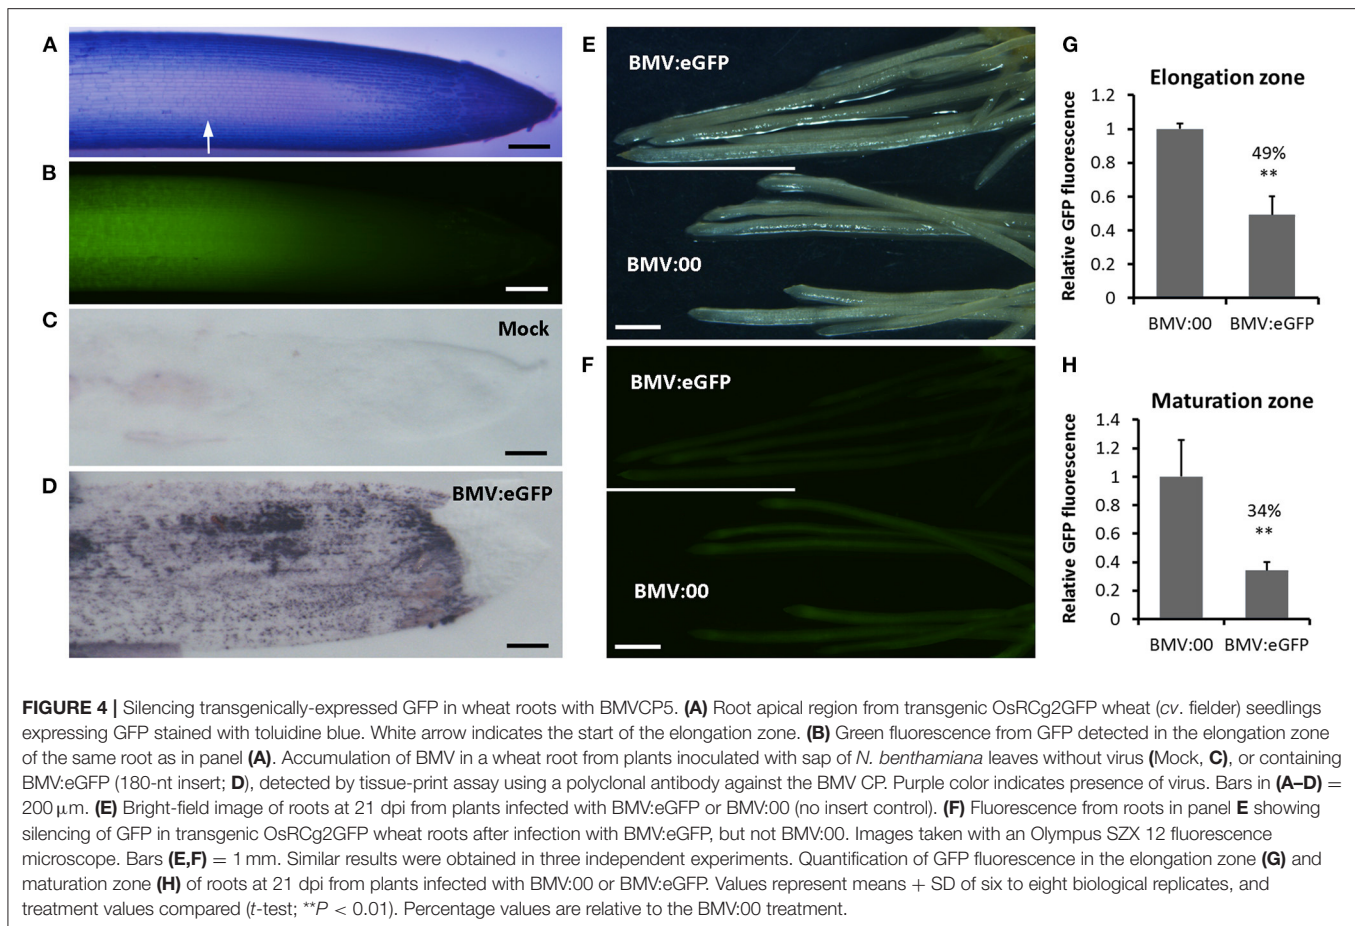 A
B
C
Mock
D
BMV:eGFP
E
BMV:eGFP
BMV:00
F
BMV:eGFP
BMV:00
G
Elongation zone
Relative GFP fluorescence
1.2
1
0.8
0.6
0.4
0.2
0
49%
**
BMV:00 BMV:eGFP
H
Maturation zone
Relative GFP fluorescence
1.4
1.2
1
0.8
0.6
0.4
0.2
0
34%
**
BMV:00 BMV:eGFP
FIGURE 4 | Silencing transgenically-expressed GFP in wheat roots with BMVCP5. (A) Root apical region from transgenic OsRCg2GFP wheat (cv. fielder) seedlings
expressing GFP stained with toluidine blue. White arrow indicates the start of the elongation zone. (B) Green fluorescence from GFP detected in the elongation zone
of the same root as in panel (A). Accumulation of BMV in a wheat root from plants inoculated with sap of N. benthamiana leaves without virus (Mock, C), or containing
BMV:eGFP (180-nt insert; D), detected by tissue-print assay using a polyclonal antibody against the BMV CP. Purple color indicates presence of virus. Bars in (A–D) =
200 μm. (E) Bright-field image of roots at 21 dpi from plants infected with BMV:eGFP or BMV:00 (no insert control). (F) Fluorescence from roots in panel E showing
silencing of GFP in transgenic OsRCg2GFP wheat roots after infection with BMV:eGFP, but not BMV:00. Images taken with an Olympus SZX 12 fluorescence
microscope. Bars (E,F) = 1 mm. Similar results were obtained in three independent experiments. Quantification of GFP fluorescence in the elongation zone (G) and
maturation zone (H) of roots at 21 dpi from plants infected with BMV:00 or BMV:eGFP. Values represent means + SD of six to eight biological replicates, and
treatment values compared (t-test; **P < 0.01). Percentage values are relative to the BMV:00 treatment.